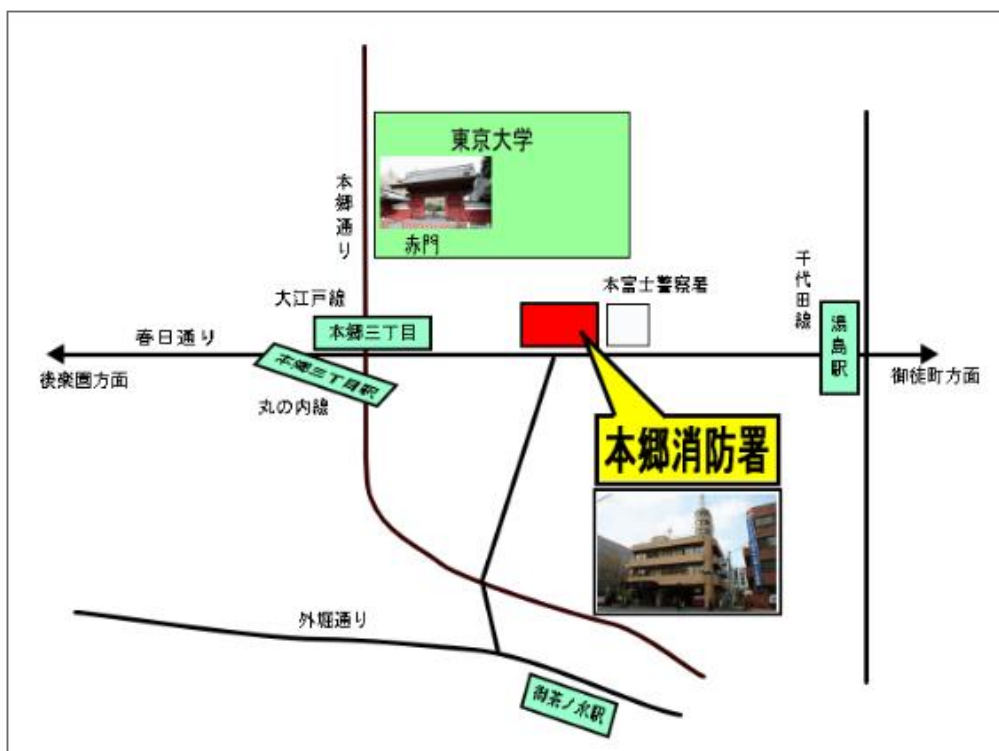 東京大学
赤門
本郷通り
千代田線
大江戸線
本富士警察署
本郷三丁目
湯島駅
春日通り
本郷三丁目駅
後楽園方面
御徒町方面
丸の内線
本郷消防署
外堀通り
御茶ノ水駅